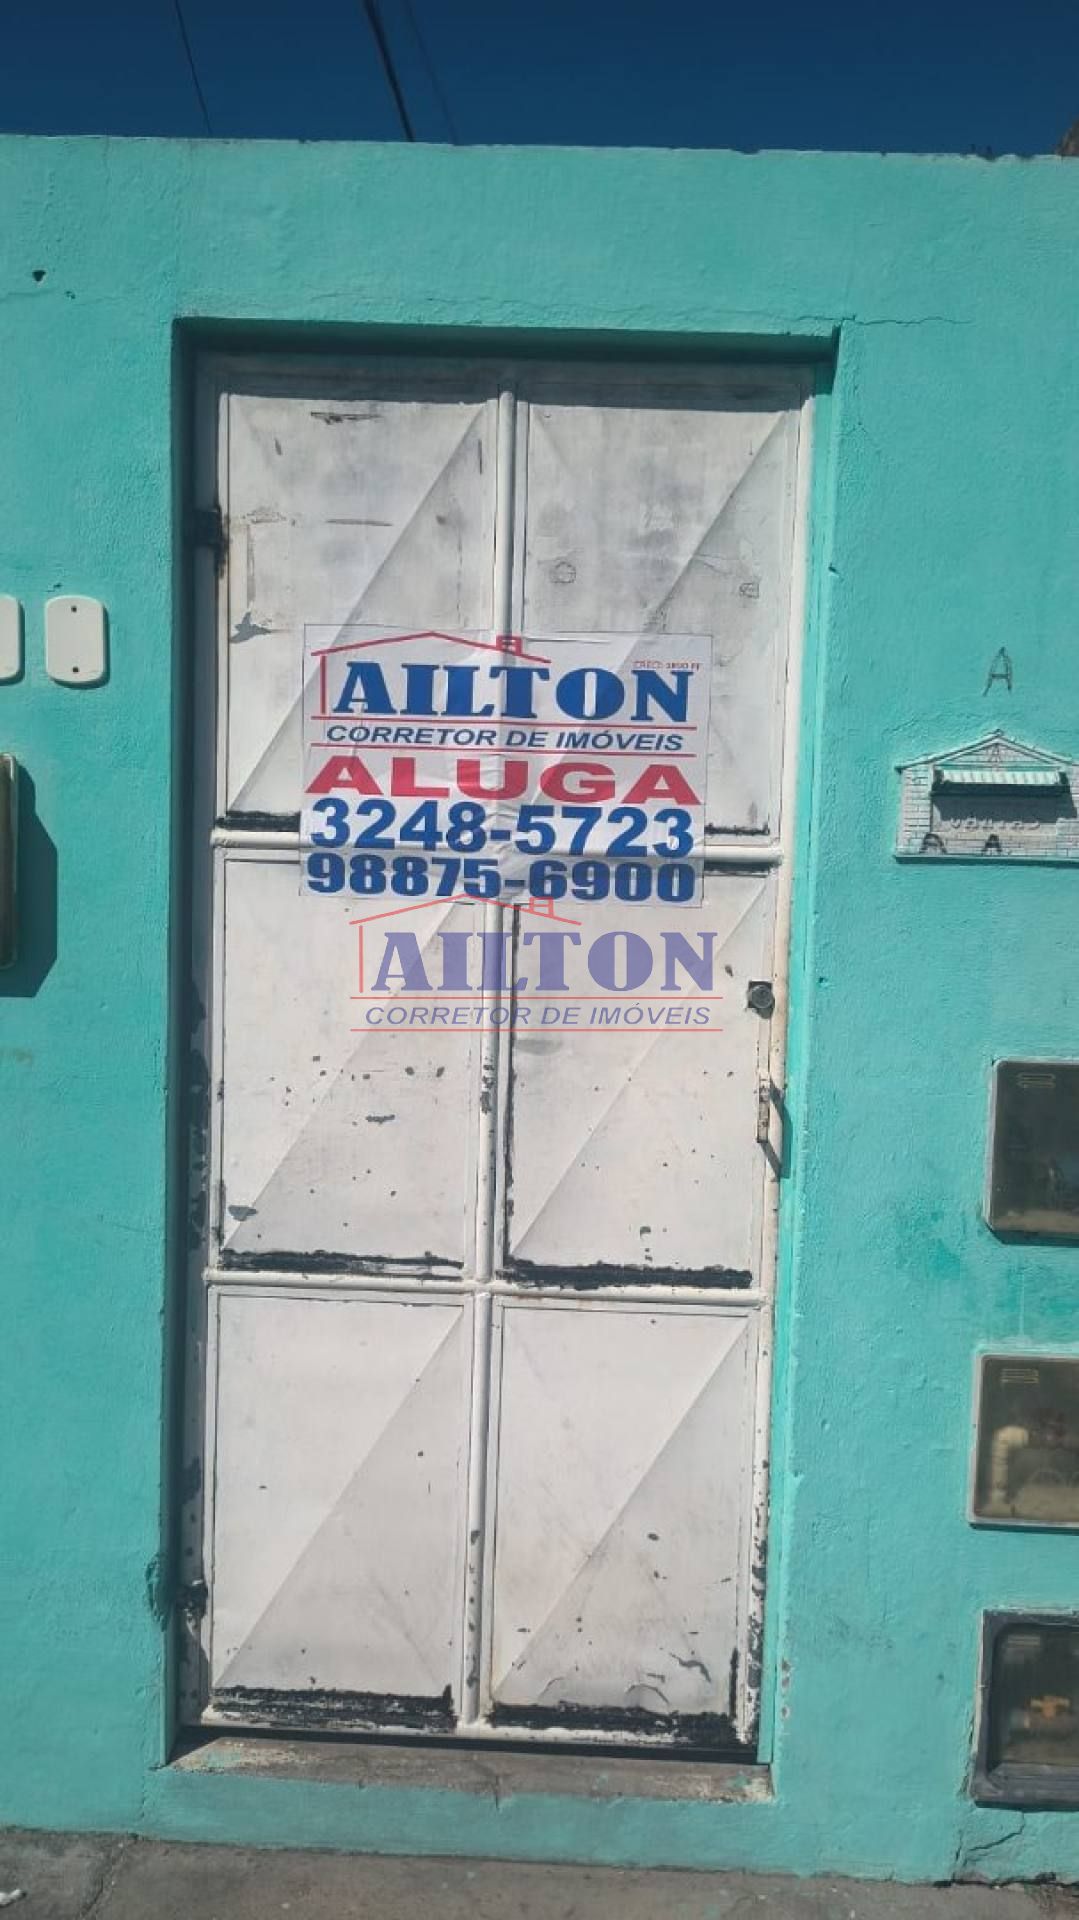 AILTON
CORRETOR DE IMÓVEIS
ALUGA
3248-5723
98875-6900
AILTON
CORRETOR DE IMÓVEIS
A
A
A A